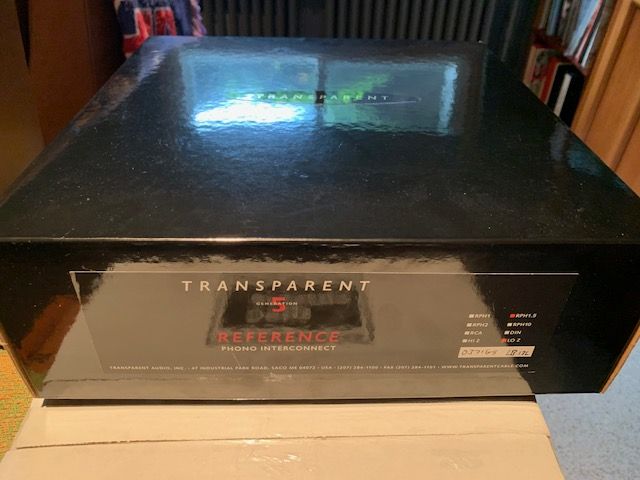 TRANSPARENT
TRANSPARENT
GENERATION
5
REFERENCE
PHONO INTERCONNECT
RPH1 RPH1.5
RPH2 RPH10
RCA DIN
HI Z LO Z
TRANSPARENT AUDIO, INC. • 47 INDUSTRIAL PARK ROAD, SACO ME 04072 • USA • (207) 284-1100 • FAX (207) 284-1101 • WWW.TRANSPARENTCABLE.COM